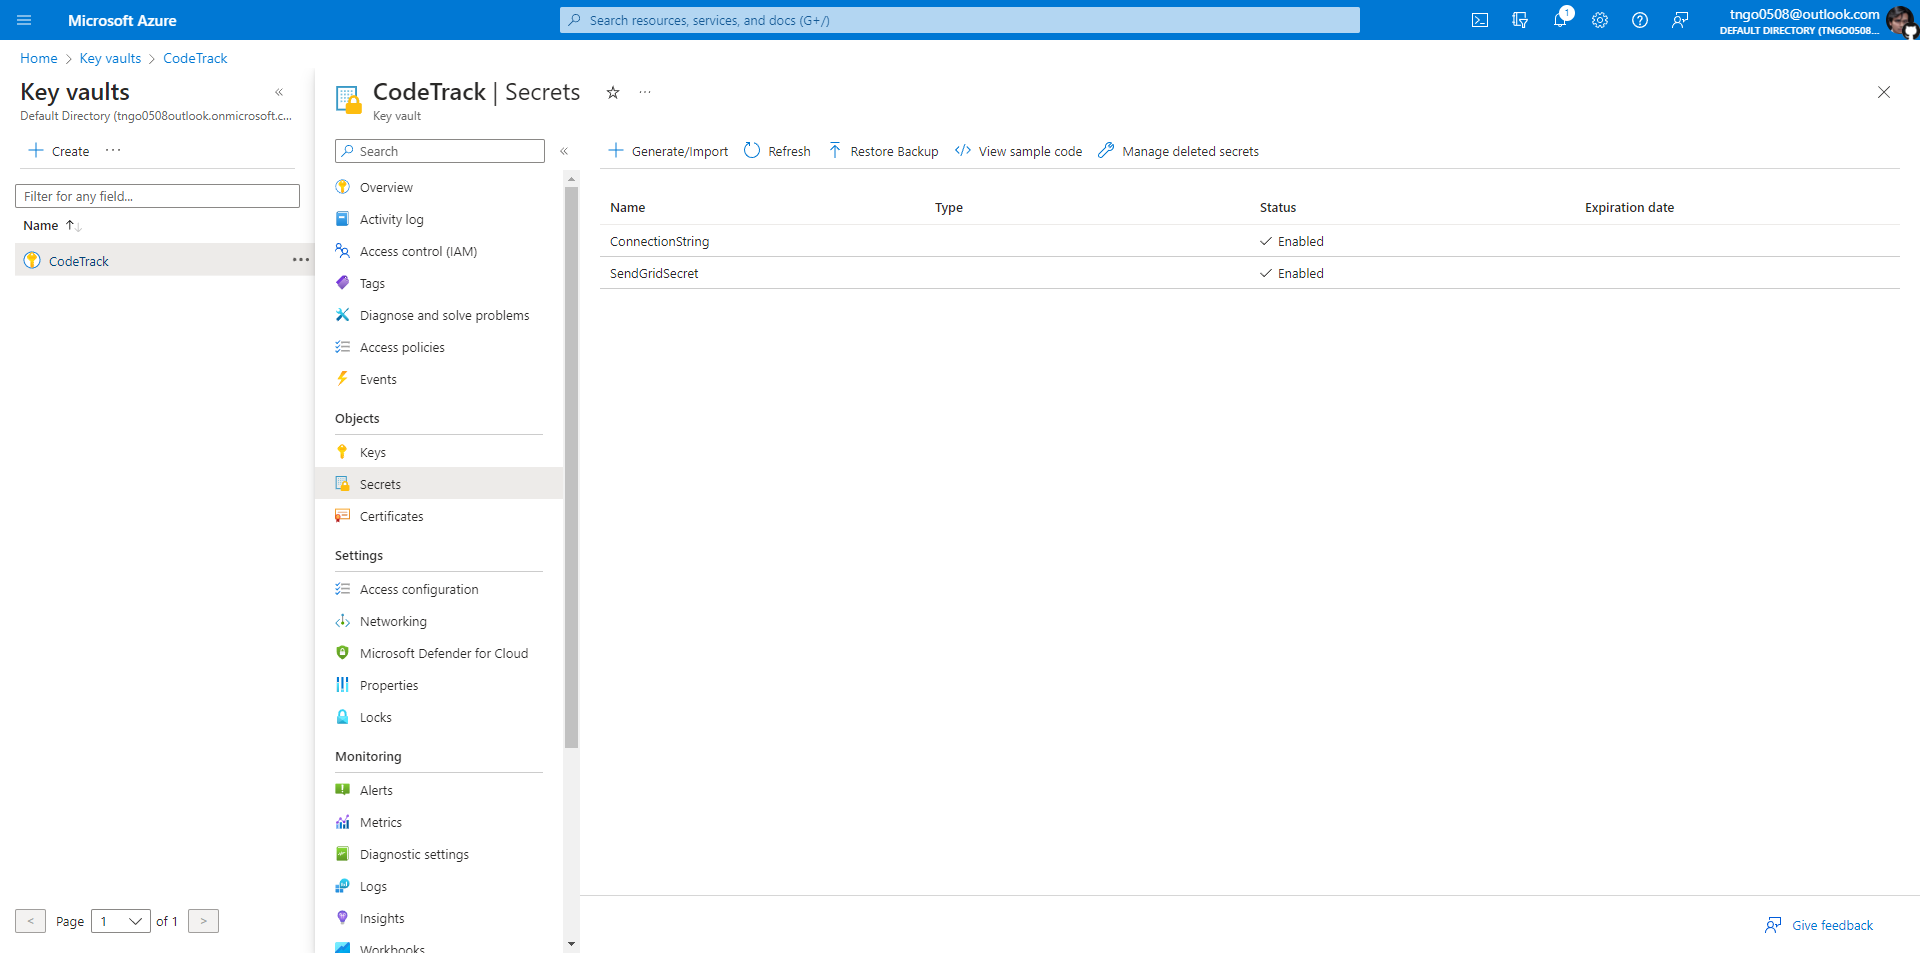 Microsoft Azure
Search resources, services, and docs (G+/)
1
tngo0508@outlook.com
DEFAULT DIRECTORY (TNGO0508...
Home > Key vaults > CodeTrack
Key vaults
«
Default Directory (tngo0508outlook.onmicrosoft.c...
+ Create ...
Filter for any field...
Name ↑↓
CodeTrack ...
< Page 1 of 1 >
CodeTrack | Secrets ...
Key vault
Search
«
Overview
Activity log
Access control (IAM)
Tags
Diagnose and solve problems
Access policies
Events
Objects
Keys
Secrets
Certificates
Settings
Access configuration
Networking
Microsoft Defender for Cloud
Properties
Locks
Monitoring
Alerts
Metrics
Diagnostic settings
Logs
Insights
Workbooks
+ Generate/Import Refresh Restore Backup </> View sample code Manage deleted secrets
Name Type Status Expiration date
ConnectionString ✓ Enabled
SendGridSecret ✓ Enabled
Give feedback